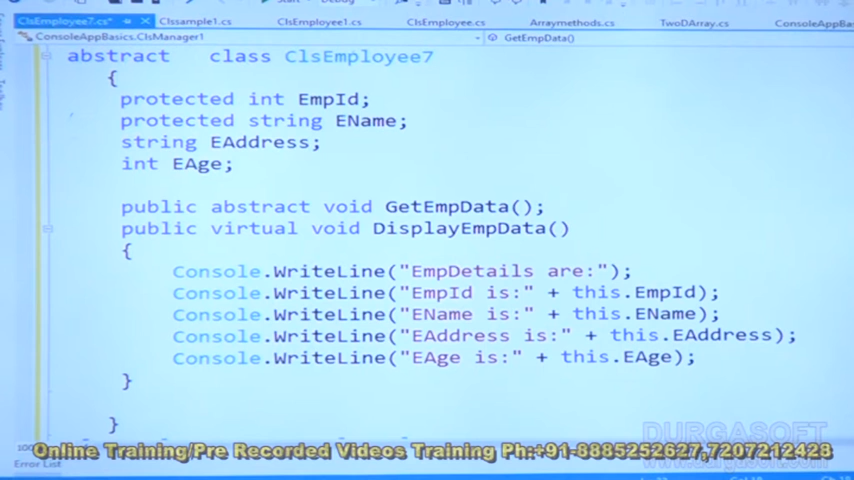 Start
Debug
ClsEmployee7.cs* Clssample1.cs ClsEmployee1.cs ClsEmployee.cs Arraymethods.cs TwoDArray.cs ConsoleAppBas
ConsoleAppBasics.ClsManager1 GetEmpData()
abstract class ClsEmployee7
{
protected int EmpId;
protected string EName;
string EAddress;
int EAge;
public abstract void GetEmpData();
public virtual void DisplayEmpData()
{
Console.WriteLine("EmpDetails are:");
Console.WriteLine("EmpId is:" + this.EmpId);
Console.WriteLine("EName is:" + this.EName);
Console.WriteLine("EAddress is:" + this.EAddress);
Console.WriteLine("EAge is:" + this.EAge);
}
}
DURGASOFT
Online Training/Pre Recorded Videos Training Ph:+91-8885252627,7207212428
Error List